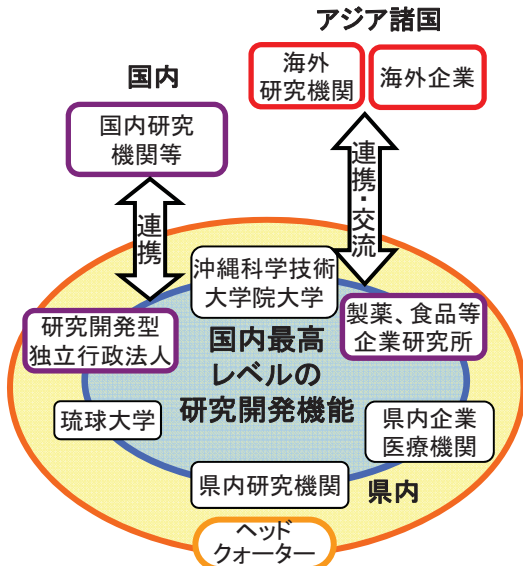 アジア諸国
海外
研究機関
海外企業
国内
国内研究
機関等
連携・交流
連携
沖縄科学技術
大学院大学
研究開発型
独立行政法人
製薬、食品等
企業研究所
国内最高
レベルの
研究開発機能
琉球大学
県内企業
医療機関
県内研究機関
県内
ヘッド
クォーター